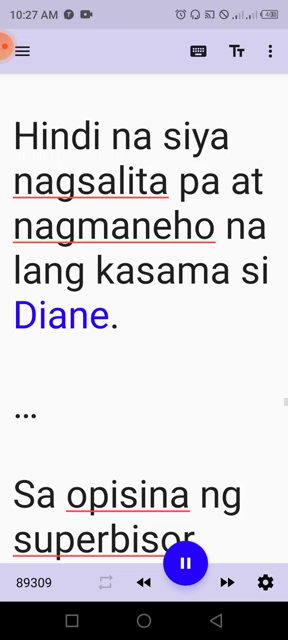 10:27 AM
Hindi na siya
nagsalita pa at
nagmaneho na
lang kasama si
Diane.
...
Sa opisina ng
superbisor
89309